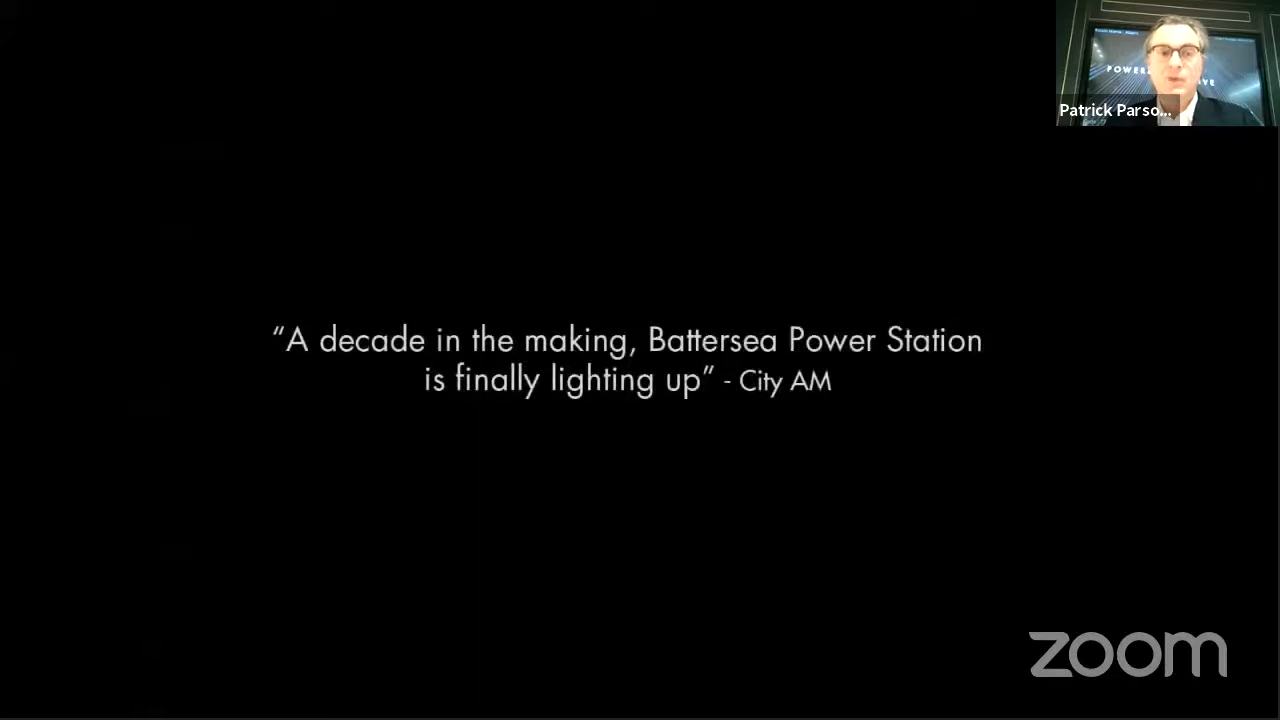 Patrick Parso...
“A decade in the making, Battersea Power Station
is finally lighting up” - City AM
zoom